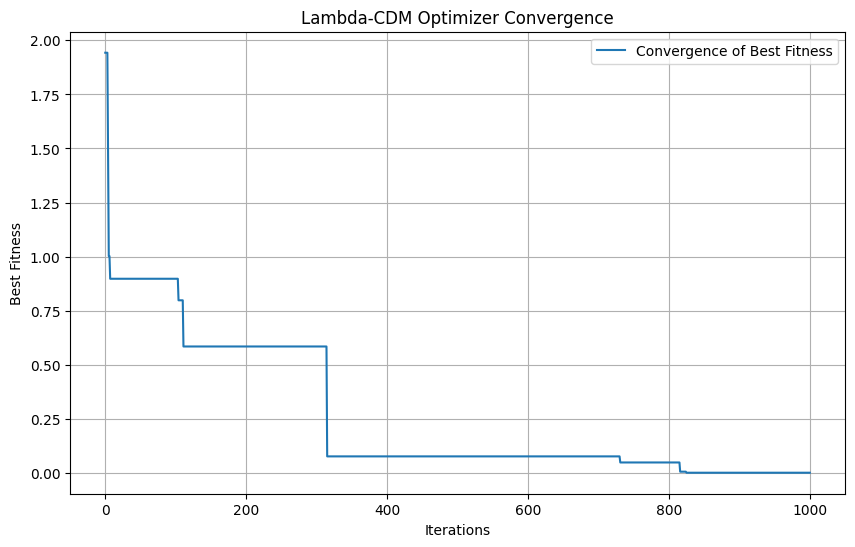 Lambda-CDM Optimizer Convergence
Convergence of Best Fitness
Best Fitness
2.00
1.75
1.50
1.25
1.00
0.75
0.50
0.25
0.00
0 200 400 600 800 1000
Iterations